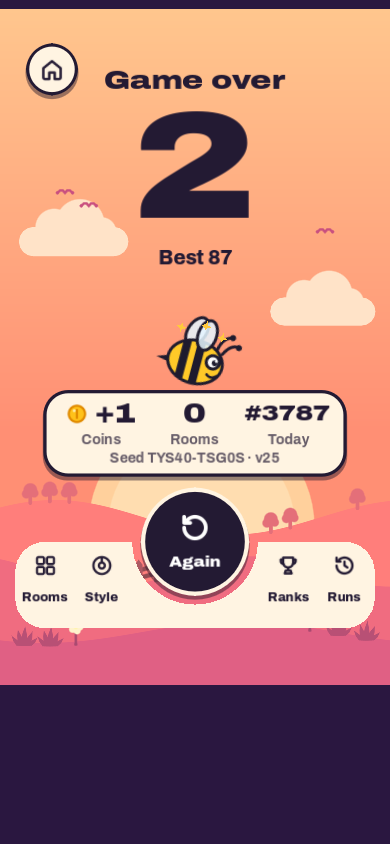 Game over
2
Best 87
+1 0 #3787
Coins Rooms Today
Seed TYS40-TSG0S · v25
Again
Rooms Style Ranks Runs